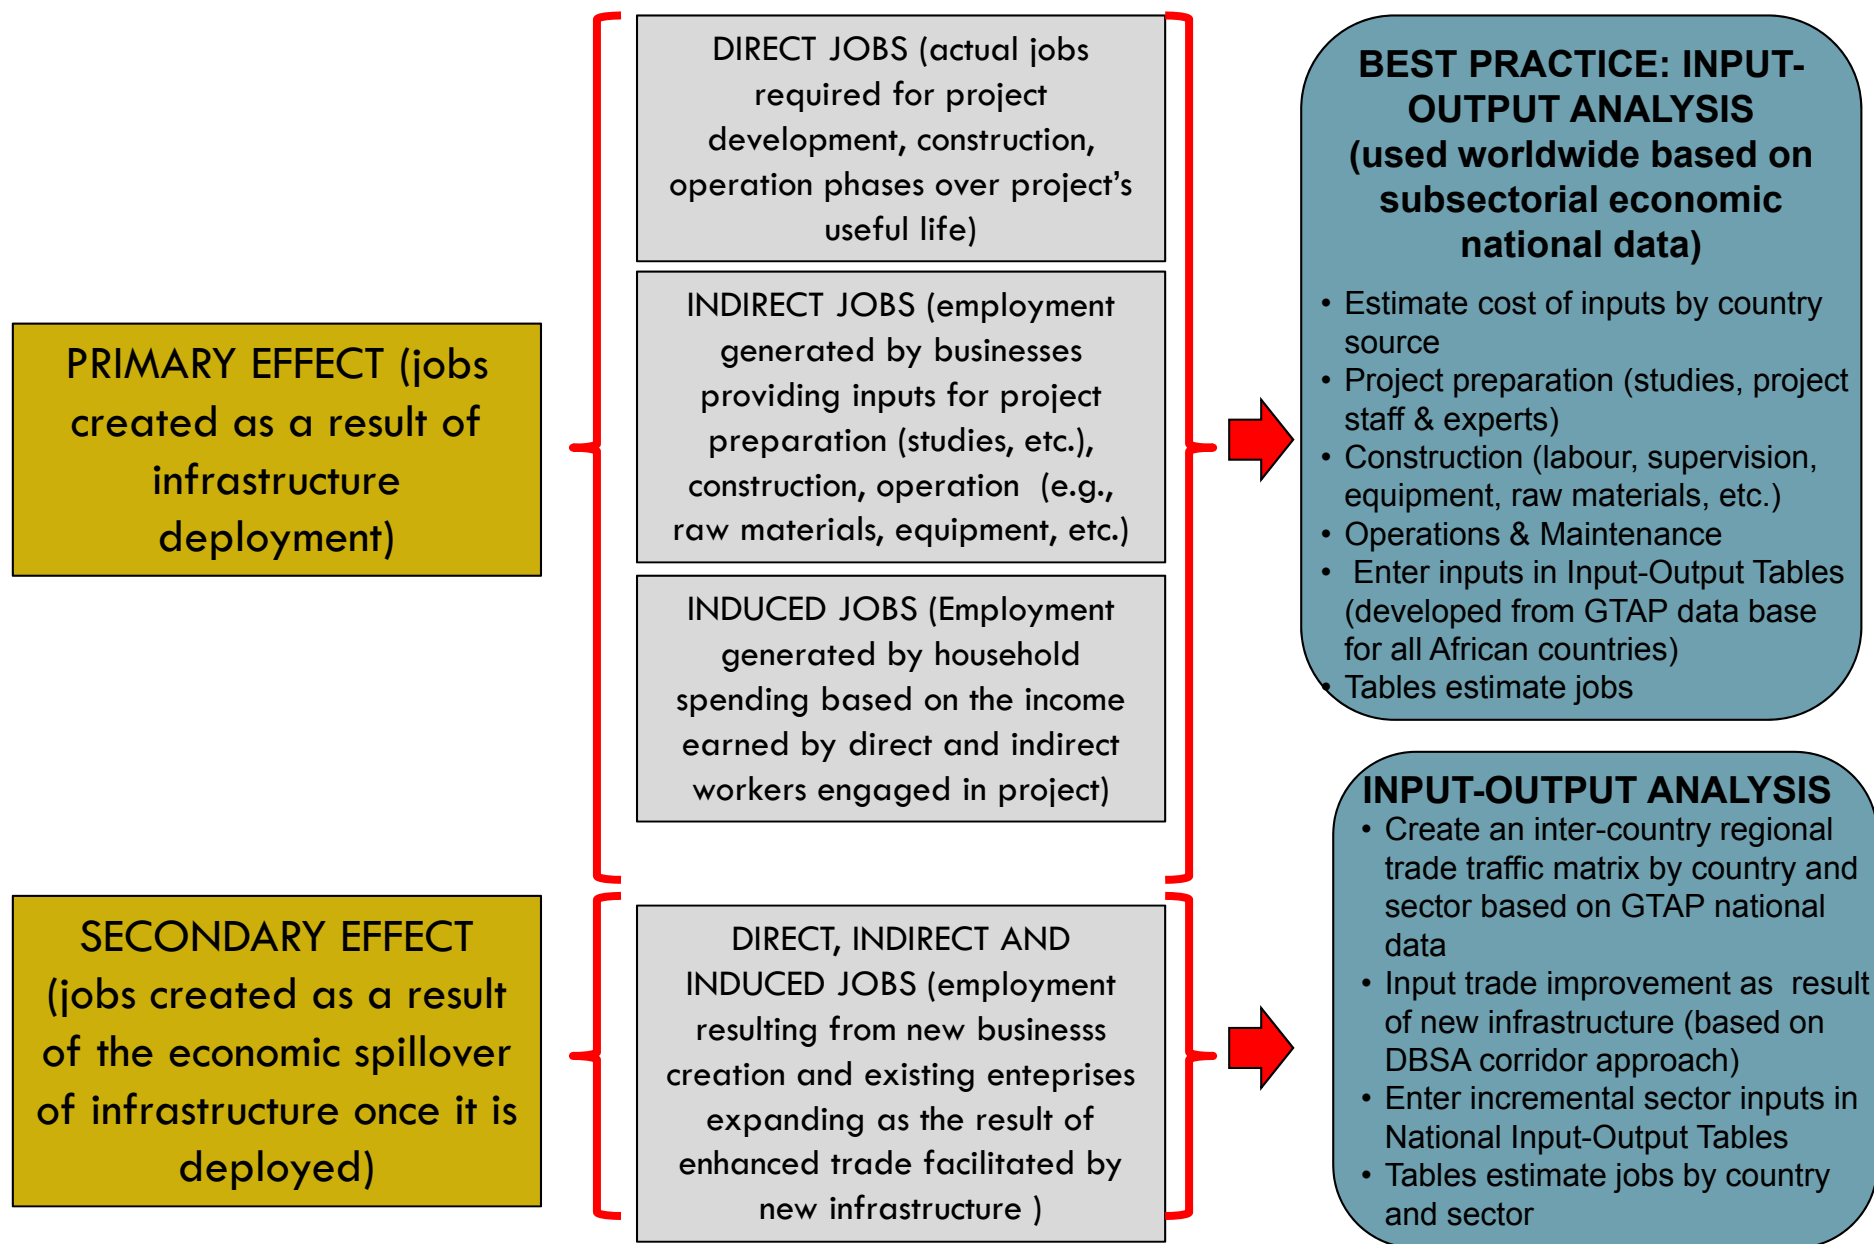 PRIMARY EFFECT (jobs
created as a result of
infrastructure
deployment)
DIRECT JOBS (actual jobs
required for project
development, construction,
operation phases over project’s
useful life)
INDIRECT JOBS (employment
generated by businesses
providing inputs for project
preparation (studies, etc.),
construction, operation  (e.g.,
raw materials, equipment, etc.)
INDUCED JOBS (Employment
generated by household
spending based on the income
earned by direct and indirect
workers engaged in project)
BEST PRACTICE: INPUT-
OUTPUT ANALYSIS
(used worldwide based on
subsectorial economic
national data)
• Estimate cost of inputs by country
source
• Project preparation (studies, project
staff & experts)
• Construction (labour, supervision,
equipment, raw materials, etc.)
• Operations & Maintenance
•  Enter inputs in Input-Output Tables
(developed from GTAP data base
for all African countries)
• Tables estimate jobs
SECONDARY EFFECT
(jobs created as a result
of the economic spillover
of infrastructure once it is
deployed)
DIRECT, INDIRECT AND
INDUCED JOBS (employment
resulting from new businesss
creation and existing enteprises
expanding as the result of
enhanced trade facilitated by
new infrastructure )
INPUT-OUTPUT ANALYSIS
• Create an inter-country regional
trade traffic matrix by country and
sector based on GTAP national
data
• Input trade improvement as  result
of new infrastructure (based on
DBSA corridor approach)
• Enter incremental sector inputs in
National Input-Output Tables
• Tables estimate jobs by country
and sector